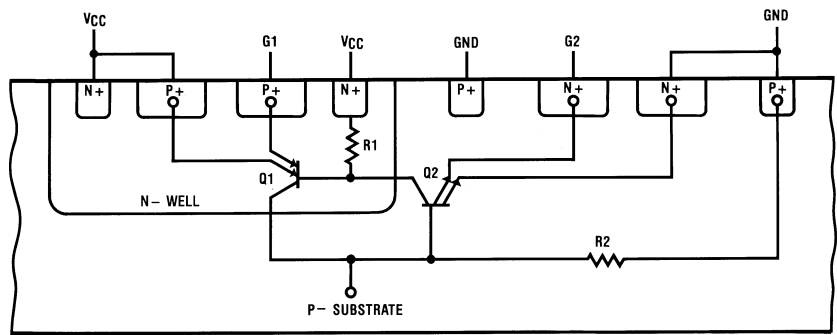 VCC
G1
VCC
GND
G2
GND
N+
P+
P+
N+
P+
N+
N+
P+
R1
Q1
Q2
N- WELL
R2
P- SUBSTRATE